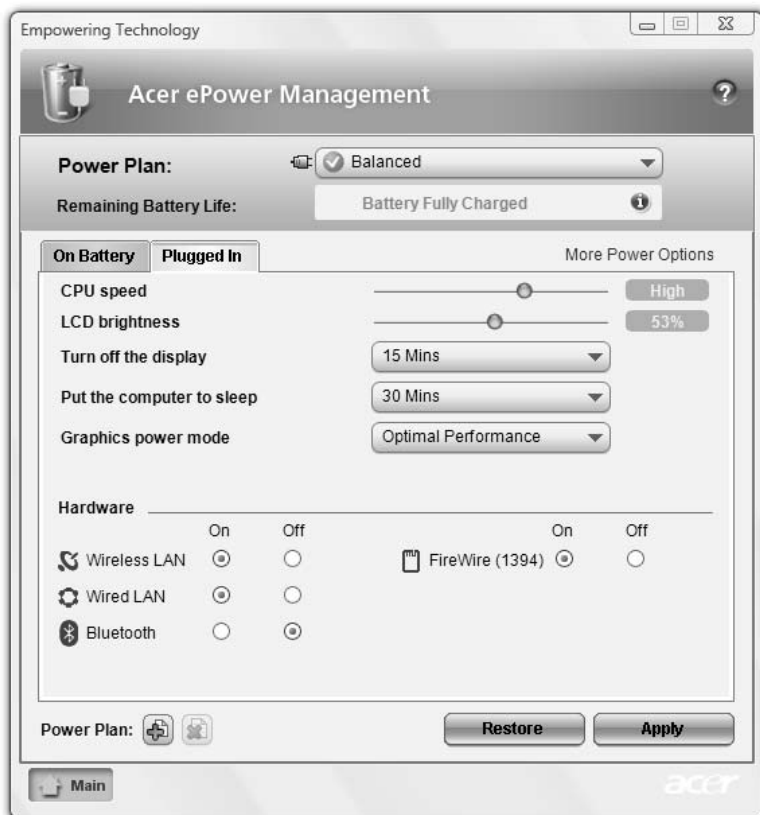 Empowering Technology
Acer ePower Management
Power Plan: Balanced
Remaining Battery Life: Battery Fully Charged
On Battery Plugged In More Power Options
CPU speed High
LCD brightness 53%
Turn off the display 15 Mins
Put the computer to sleep 30 Mins
Graphics power mode Optimal Performance
Hardware
On Off On Off
Wireless LAN FireWire (1394)
Wired LAN
Bluetooth
Power Plan: Restore Apply
Main acer